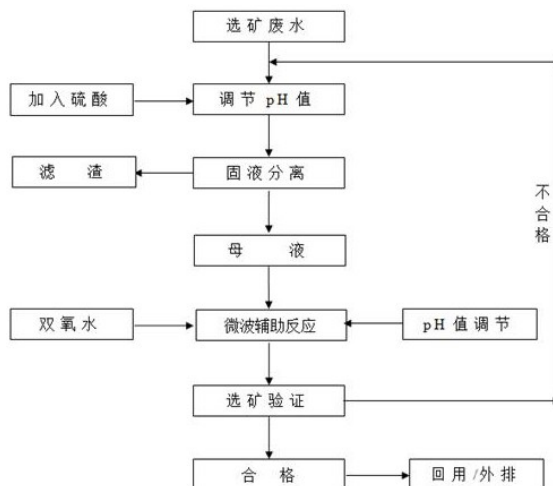 选矿废水
加入硫酸
调节 pH 值
滤 渣
固液分离
不合格
母 液
双氧水
微波辅助反应
pH 值调节
选矿验证
合 格
回用/外排